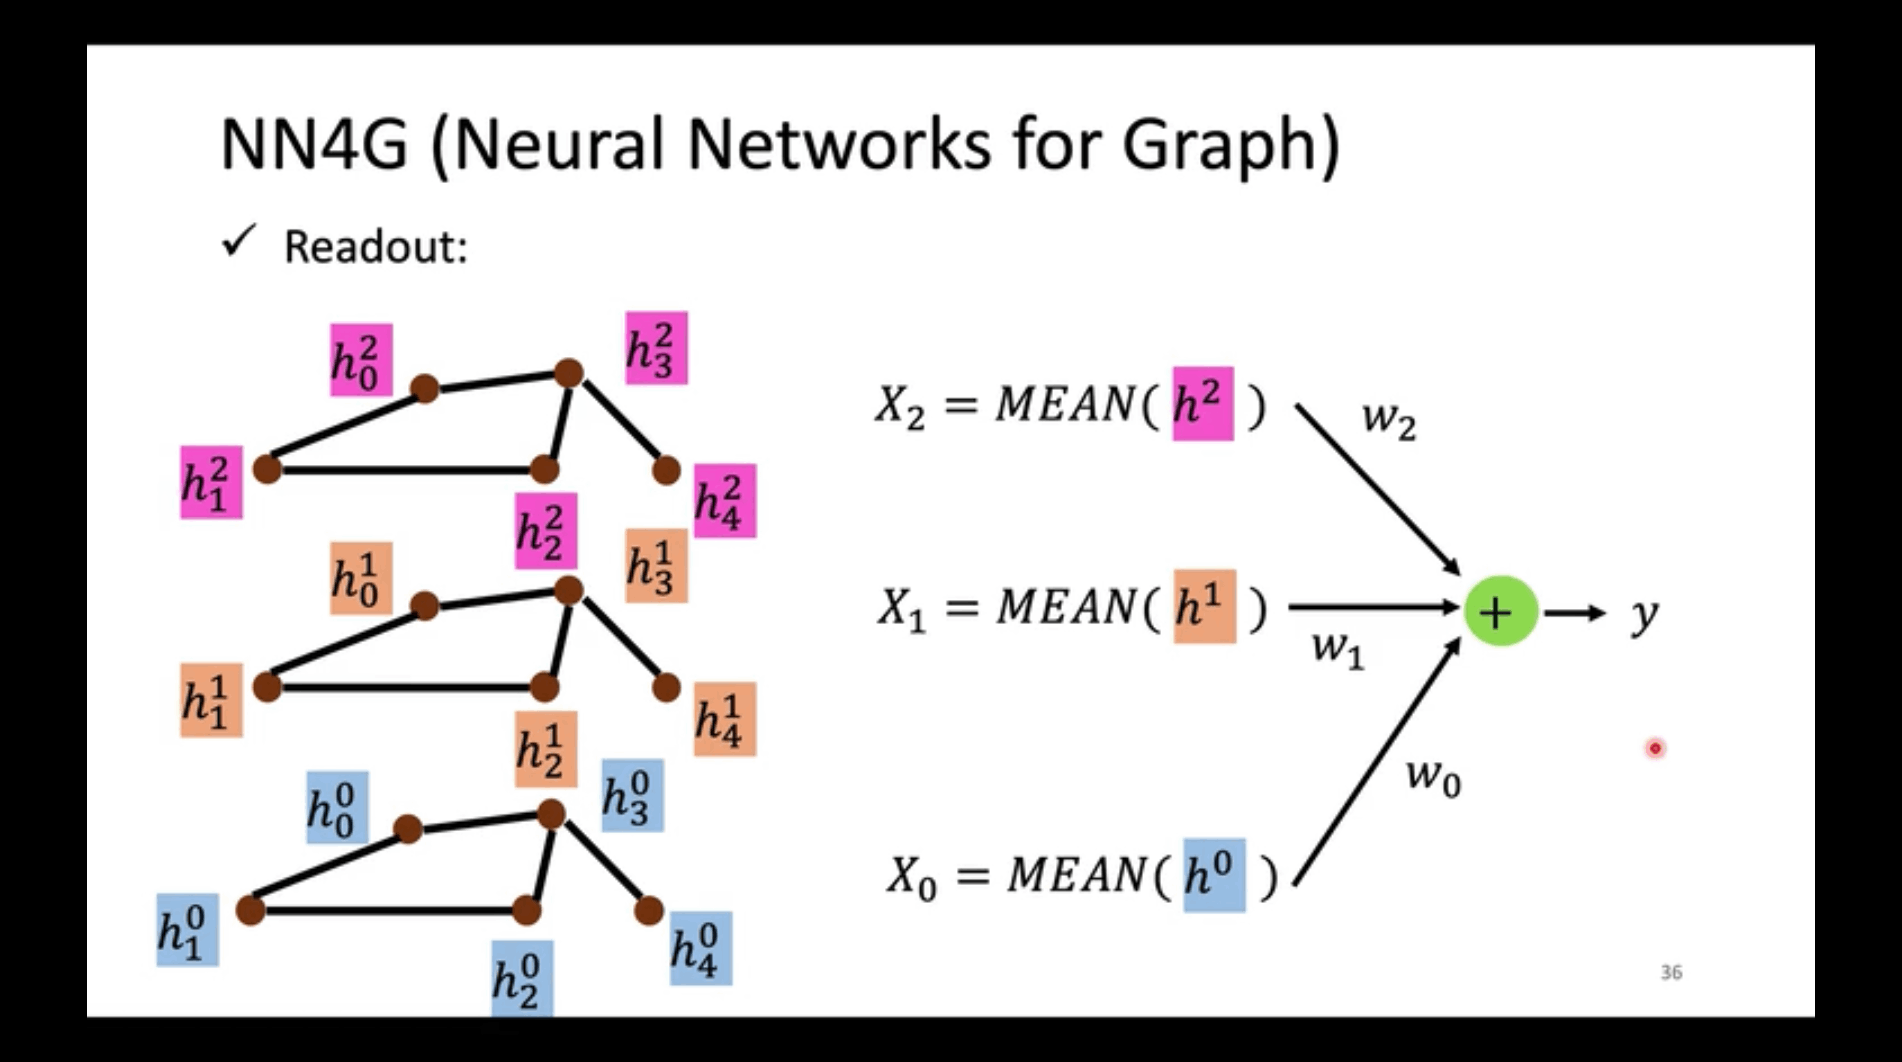 NN4G (Neural Networks for Graph)
✓ Readout:
h_0^2
h_3^2
h_1^2
h_2^2
h_4^2
h_0^1
h_3^1
h_1^1
h_2^1
h_4^1
h_0^0
h_3^0
h_1^0
h_2^0
h_4^0
X_2 = MEAN( h^2 )
w_2
X_1 = MEAN( h^1 )
w_1
+
y
w_0
X_0 = MEAN( h^0 )
36